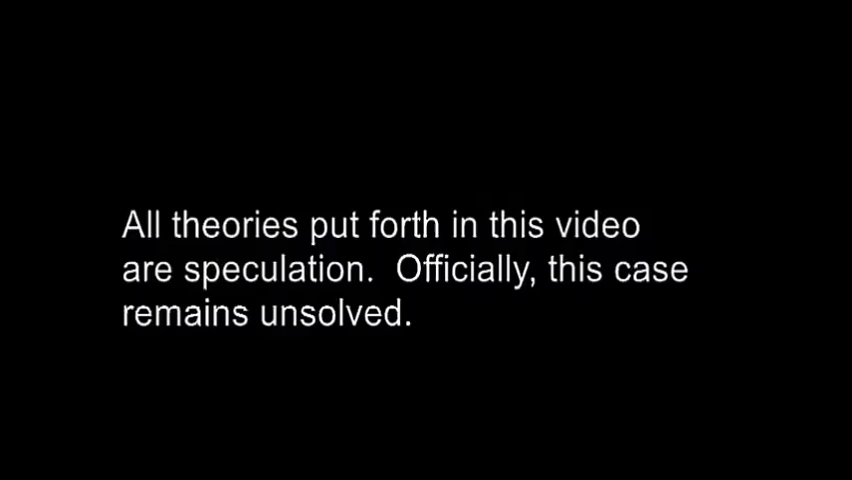 All theories put forth in this video
are speculation.  Officially, this case
remains unsolved.